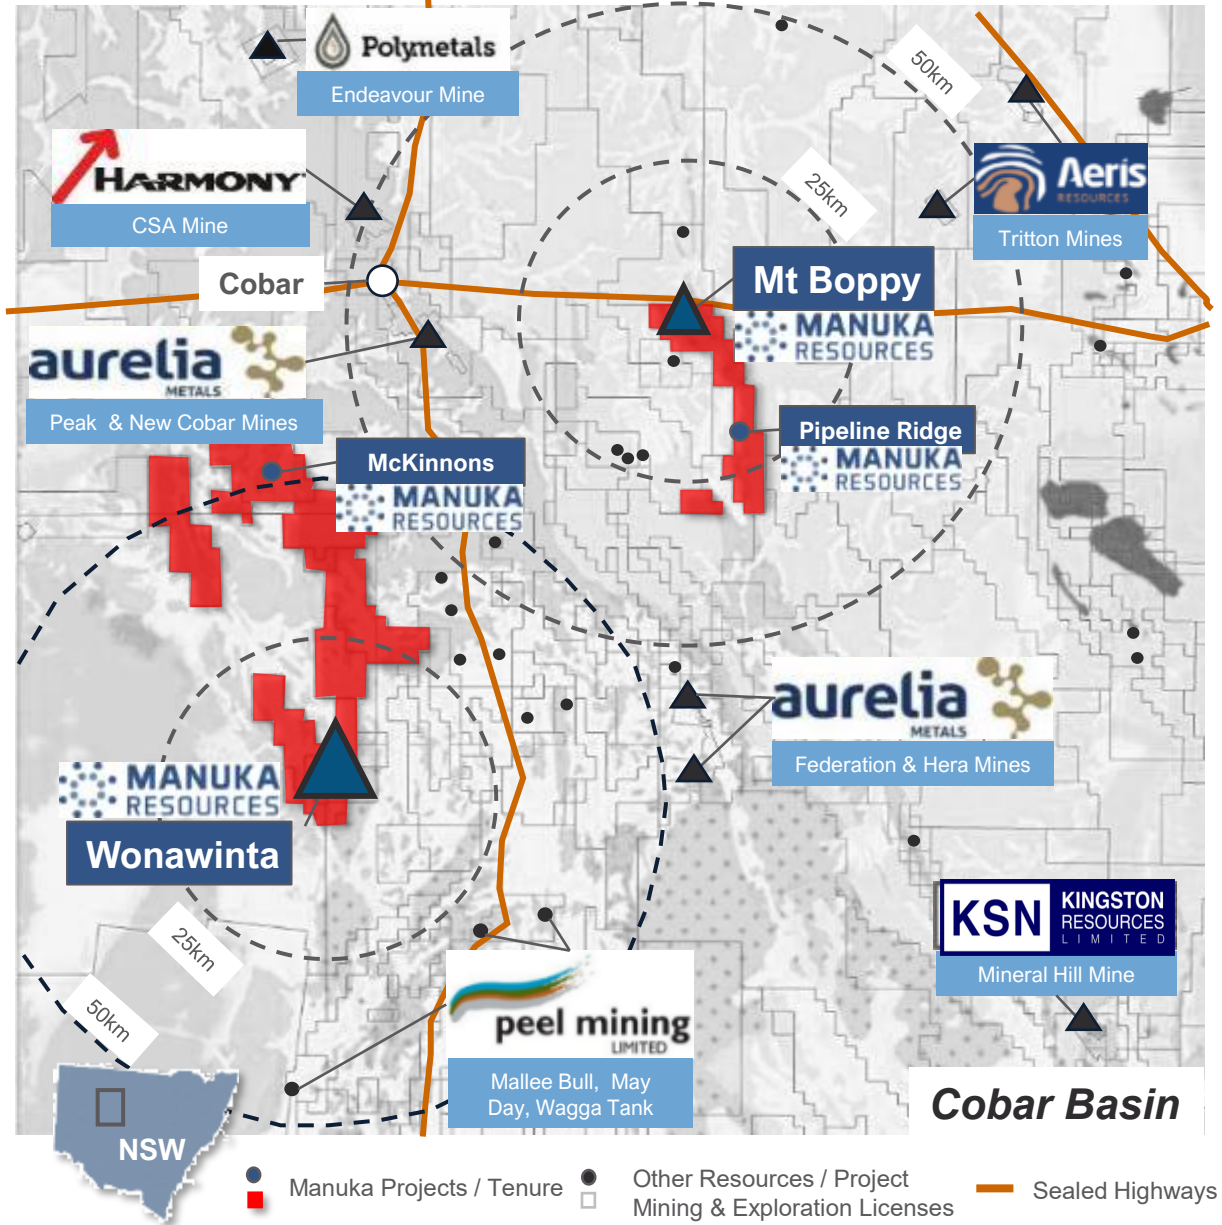 Polymetals
Endeavour Mine
50km
HARMONY
CSA Mine
25km
Aeris
RESOURCES
Tritton Mines
Cobar
Mt Boppy
MANUKA
RESOURCES
aurelia
METALS
Peak & New Cobar Mines
Pipeline Ridge
MANUKA
RESOURCES
McKinnons
MANUKA
RESOURCES
aurelia
METALS
Federation & Hera Mines
MANUKA
RESOURCES
Wonawinta
KSN
KINGSTON
RESOURCES
LIMITED
Mineral Hill Mine
25km
50km
peel mining
LIMITED
Mallee Bull, May
Day, Wagga Tank
Cobar Basin
NSW
Manuka Projects / Tenure
Other Resources / Project
Mining & Exploration Licenses
Sealed Highways